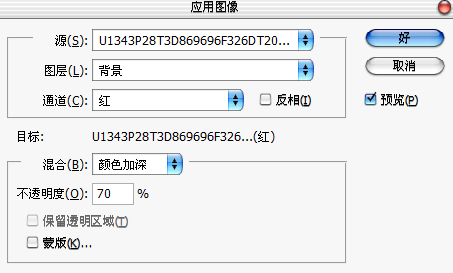 应用图像
源(S): U1343P28T3D869696F326DT20...
好
图层(L): 背景
取消
通道(C): 红 反相(I)
预览(P)
目标: U1343P28T3D869696F326...(红)
混合(B): 颜色加深
不透明度(O): 70 %
保留透明区域(T)
蒙版(K)...